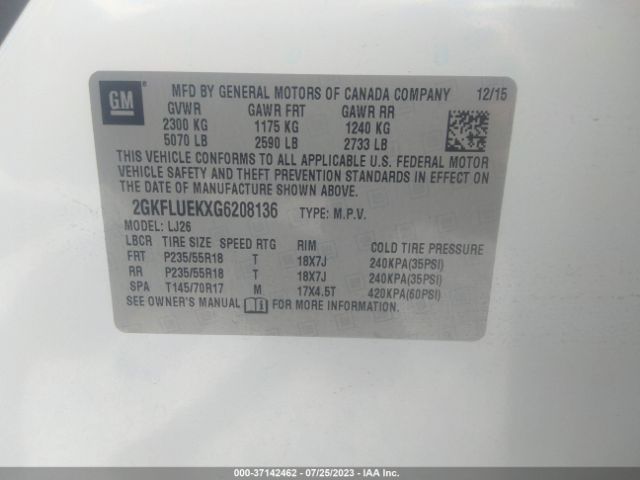 GM
MFD BY GENERAL MOTORS OF CANADA COMPANY 12/15
GVWR GAWR FRT GAWR RR
2300 KG 1175 KG 1240 KG
5070 LB 2590 LB 2733 LB
THIS VEHICLE CONFORMS TO ALL APPLICABLE U.S. FEDERAL MOTOR
VEHICLE SAFETY AND THEFT PREVENTION STANDARDS IN EFFECT ON
THE DATE OF MANUFACTURE SHOWN ABOVE.
2GKFLUEKXG6208136 TYPE: M.P.V.
MODEL: LJ26
LBCR TIRE SIZE SPEED RTG RIM COLD TIRE PRESSURE
FRT P235/55R18 T 18X7J 240KPA(35PSI)
RR P235/55R18 T 18X7J 240KPA(35PSI)
SPA T145/70R17 M 17X4.5T 420KPA(60PSI)
SEE OWNER'S MANUAL FOR MORE INFORMATION.
000-37142462 - 07/25/2023 - IAA Inc.